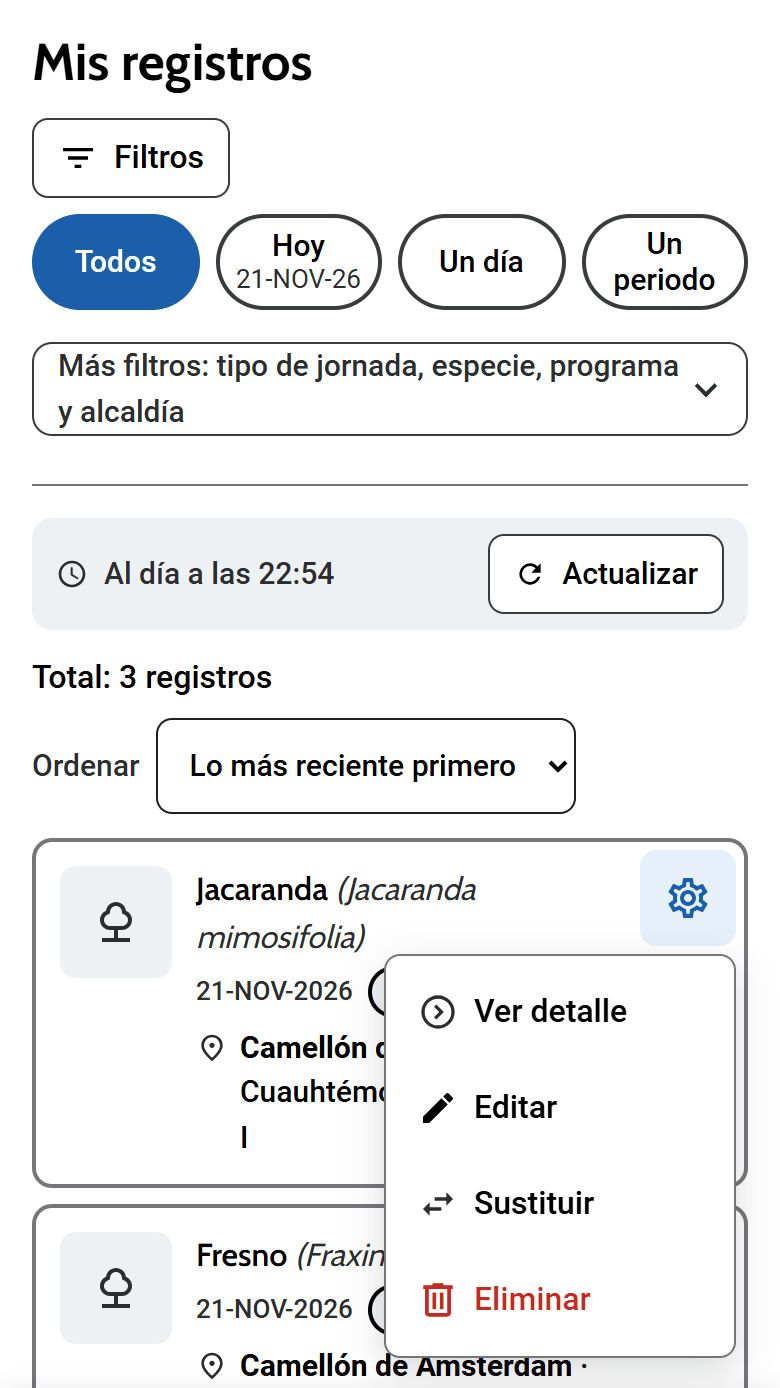 Mis registros
Filtros
Todos
Hoy
21-NOV-26
Un día
Un
periodo
Más filtros: tipo de jornada, especie, programa
y alcaldía
Al día a las 22:54
Actualizar
Total: 3 registros
Ordenar
Lo más reciente primero
Jacaranda (Jacaranda
mimosifolia)
21-NOV-2026
Camellón
I
Ver detalle
Editar
Sustituir
Eliminar
Fresno
21-NOV-2026
Camellón de Amsterdam ·